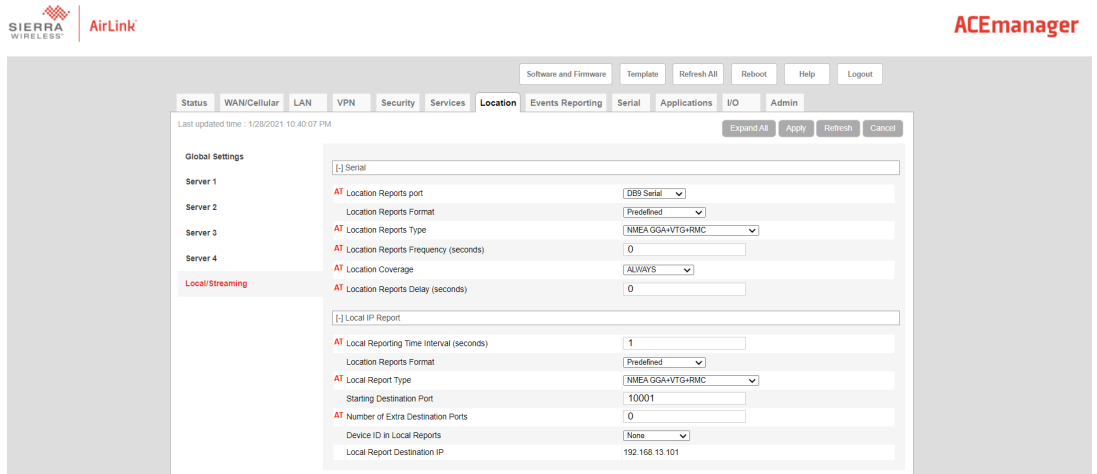 SIERRA WIRELESS AirLink ACEmanager
Software and Firmware Template Refresh All Reboot Help Logout
Status WAN/Cellular LAN VPN Security Services Location Events Reporting Serial Applications I/O Admin
Last updated time : 1/28/2021 10:40:07 PM Expand All Apply Refresh Cancel
Global Settings
Server 1
Server 2
Server 3
Server 4
Local/Streaming
[-] Serial
AT Location Reports port DB9 Serial
Location Reports Format Predefined
AT Location Reports Type NMEA GGA+VTG+RMC
AT Location Reports Frequency (seconds) 0
AT Location Coverage ALWAYS
AT Location Reports Delay (seconds) 0
[-] Local IP Report
AT Local Reporting Time Interval (seconds) 1
Location Reports Format Predefined
AT Local Report Type NMEA GGA+VTG+RMC
Starting Destination Port 10001
AT Number of Extra Destination Ports 0
Device ID in Local Reports None
Local Report Destination IP 192.168.13.101